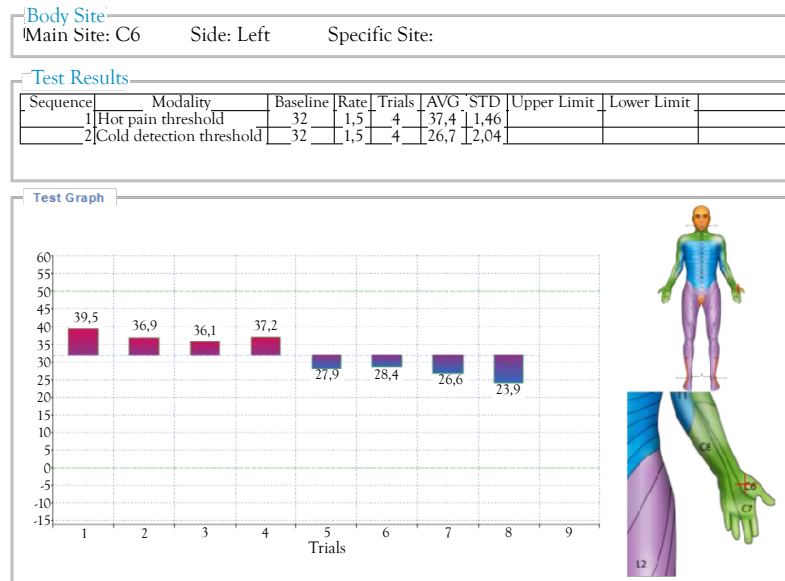 Body Site
Main Site: C6 Side: Left Specific Site:
Test Results
Sequence Modality Baseline Rate Trials AVG STD Upper Limit Lower Limit
1 Hot pain threshold 32 1,5 4 37,4 1,46
2 Cold detection threshold 32 1,5 4 26,7 2,04
Test Graph
60
55
50
45
40
35
30
25
20
15
10
5
0
-5
-10
-15
39,5 36,9 36,1 37,2
27,9 28,4 26,6 23,9
1 2 3 4 5 6 7 8 9
Trials
C8
C6
C7
L2